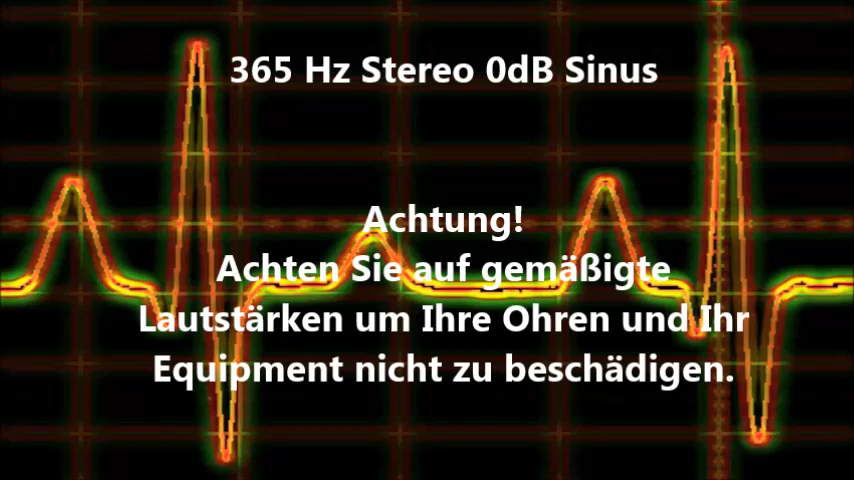 365 Hz Stereo 0dB Sinus
Achtung!
Achten Sie auf gemäßigte
Lautstärken um Ihre Ohren und Ihr
Equipment nicht zu beschädigen.